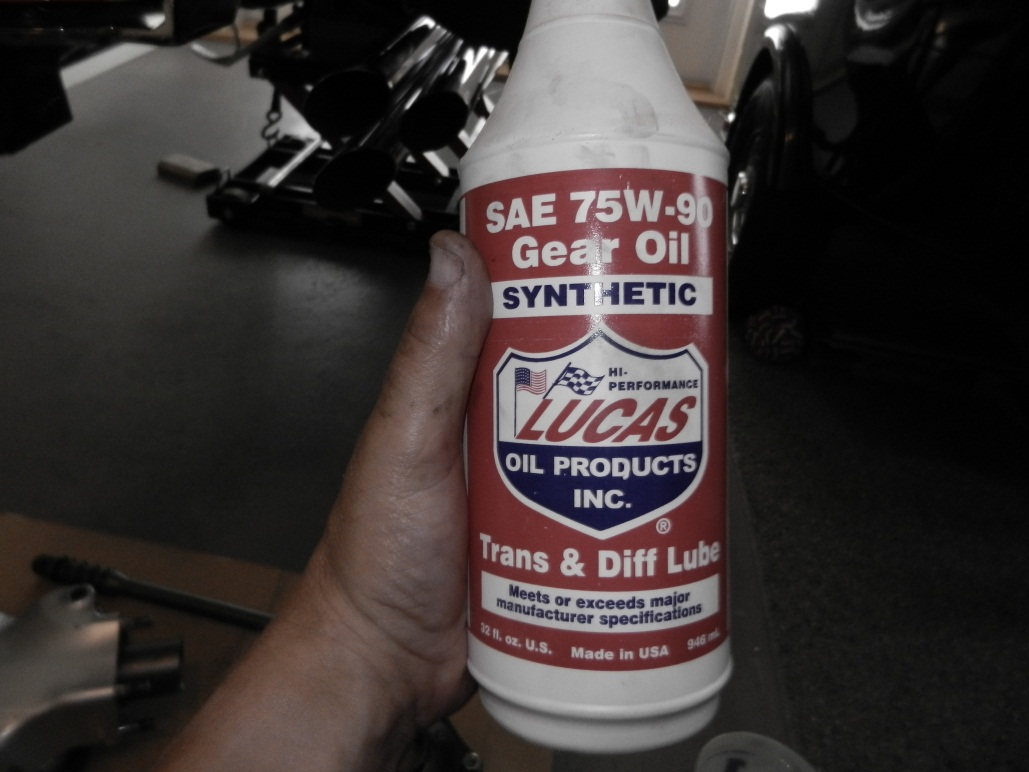 SAE 75W-90
Gear Oil
SYNTHETIC
HI-
PERFORMANCE
LUCAS
OIL PRODUCTS
INC.
®
Trans & Diff Lube
Meets or exceeds major
manufacturer specifications
32 fl. oz. U.S. Made in USA 946 mL